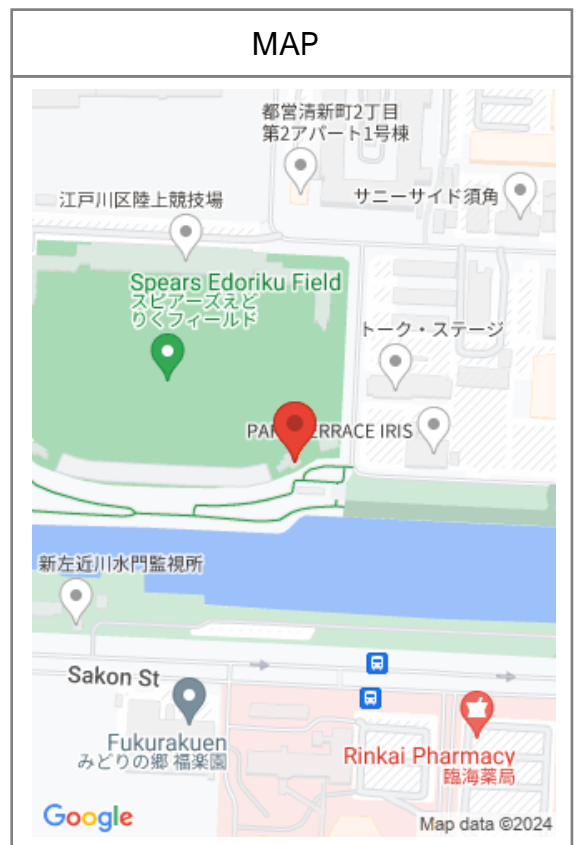 MAP
都営清新町2丁目
第2アパート1号棟
江戸川区陸上競技場
サニーサイド須角
Spears Edoriku Field
スピアーズえど
りくフィールド
トーク・ステージ
ERRACE IRIS
新左近川水門監視所
Sakon St
Fukurakuen
みどりの郷 福楽園
Rinkai Pharmacy
臨海薬局
Google
Map data ©2024